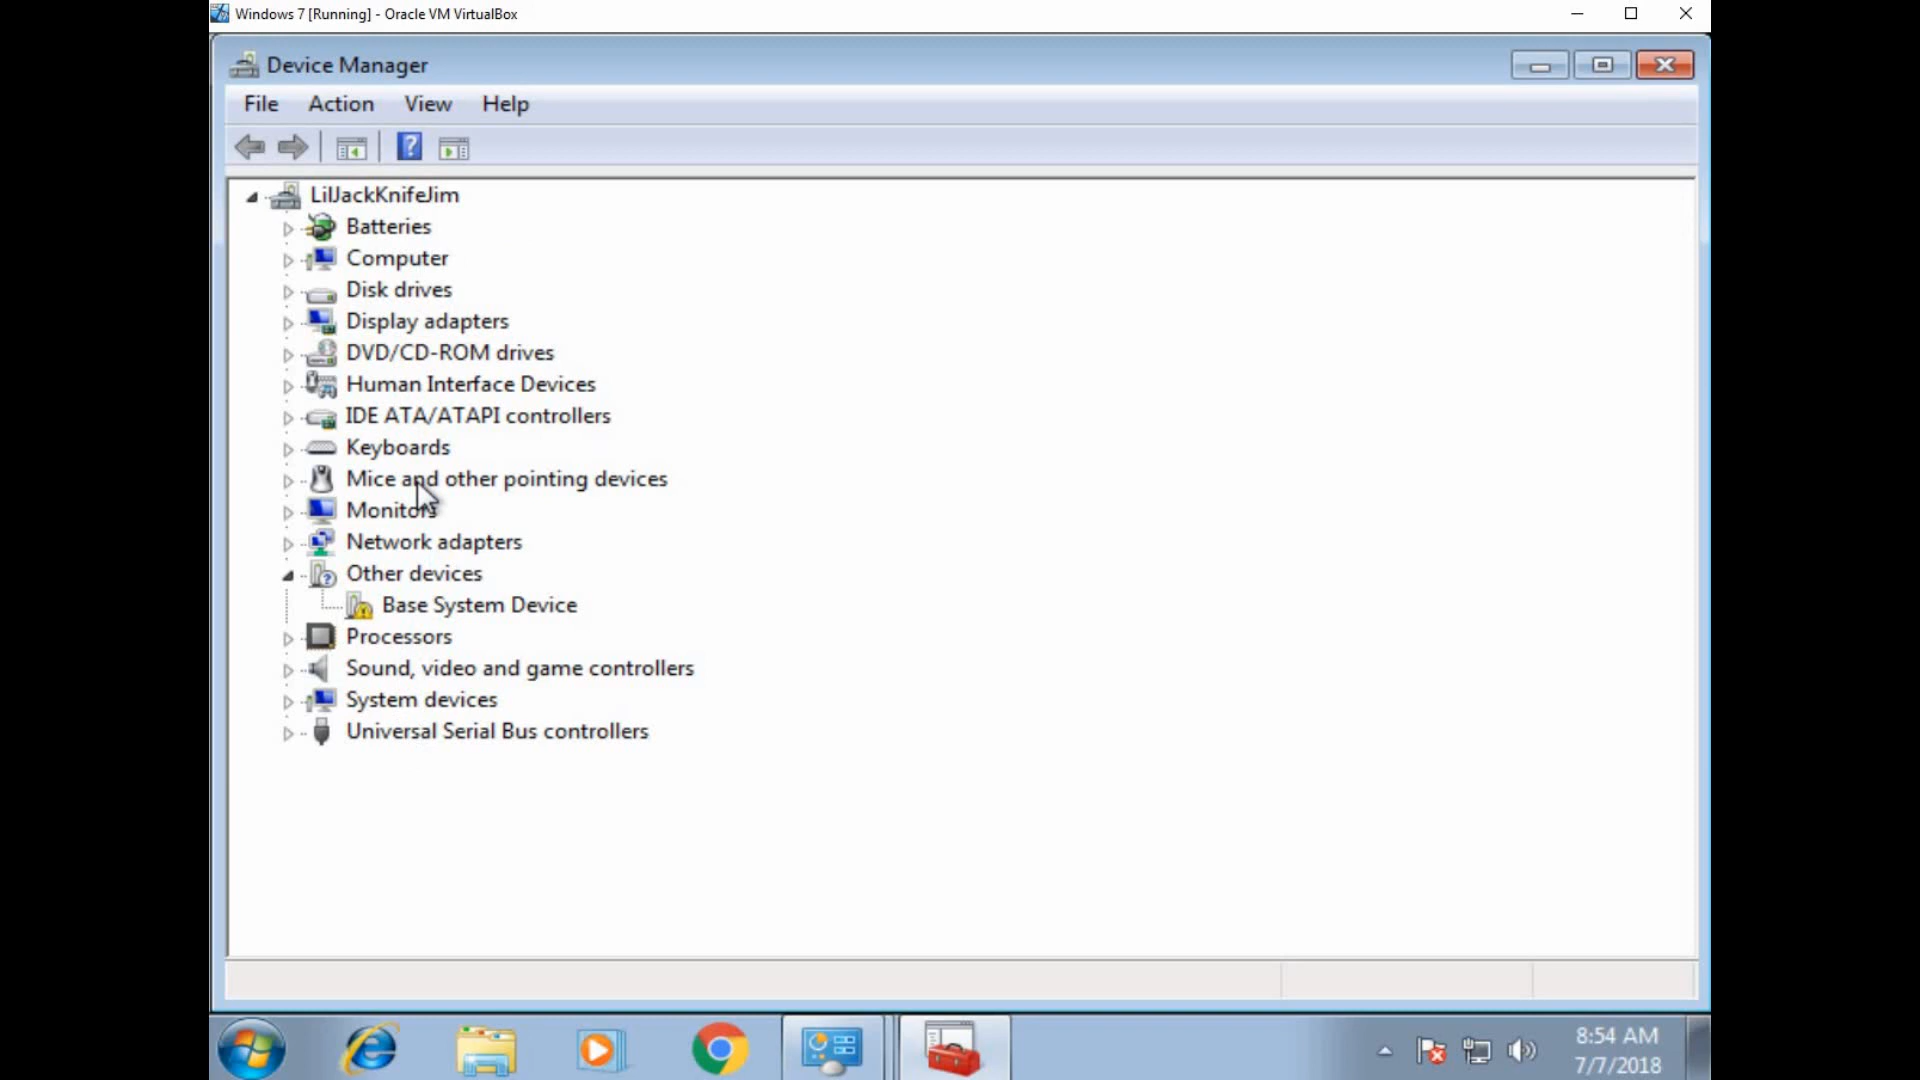 Windows 7 [Running] - Oracle VM VirtualBox
Device Manager
File Action View Help
LilJackKnifeJim
Batteries
Computer
Disk drives
Display adapters
DVD/CD-ROM drives
Human Interface Devices
IDE ATA/ATAPI controllers
Keyboards
Mice and other pointing devices
Monitors
Network adapters
Other devices
Base System Device
Processors
Sound, video and game controllers
System devices
Universal Serial Bus controllers
8:54 AM
7/7/2018